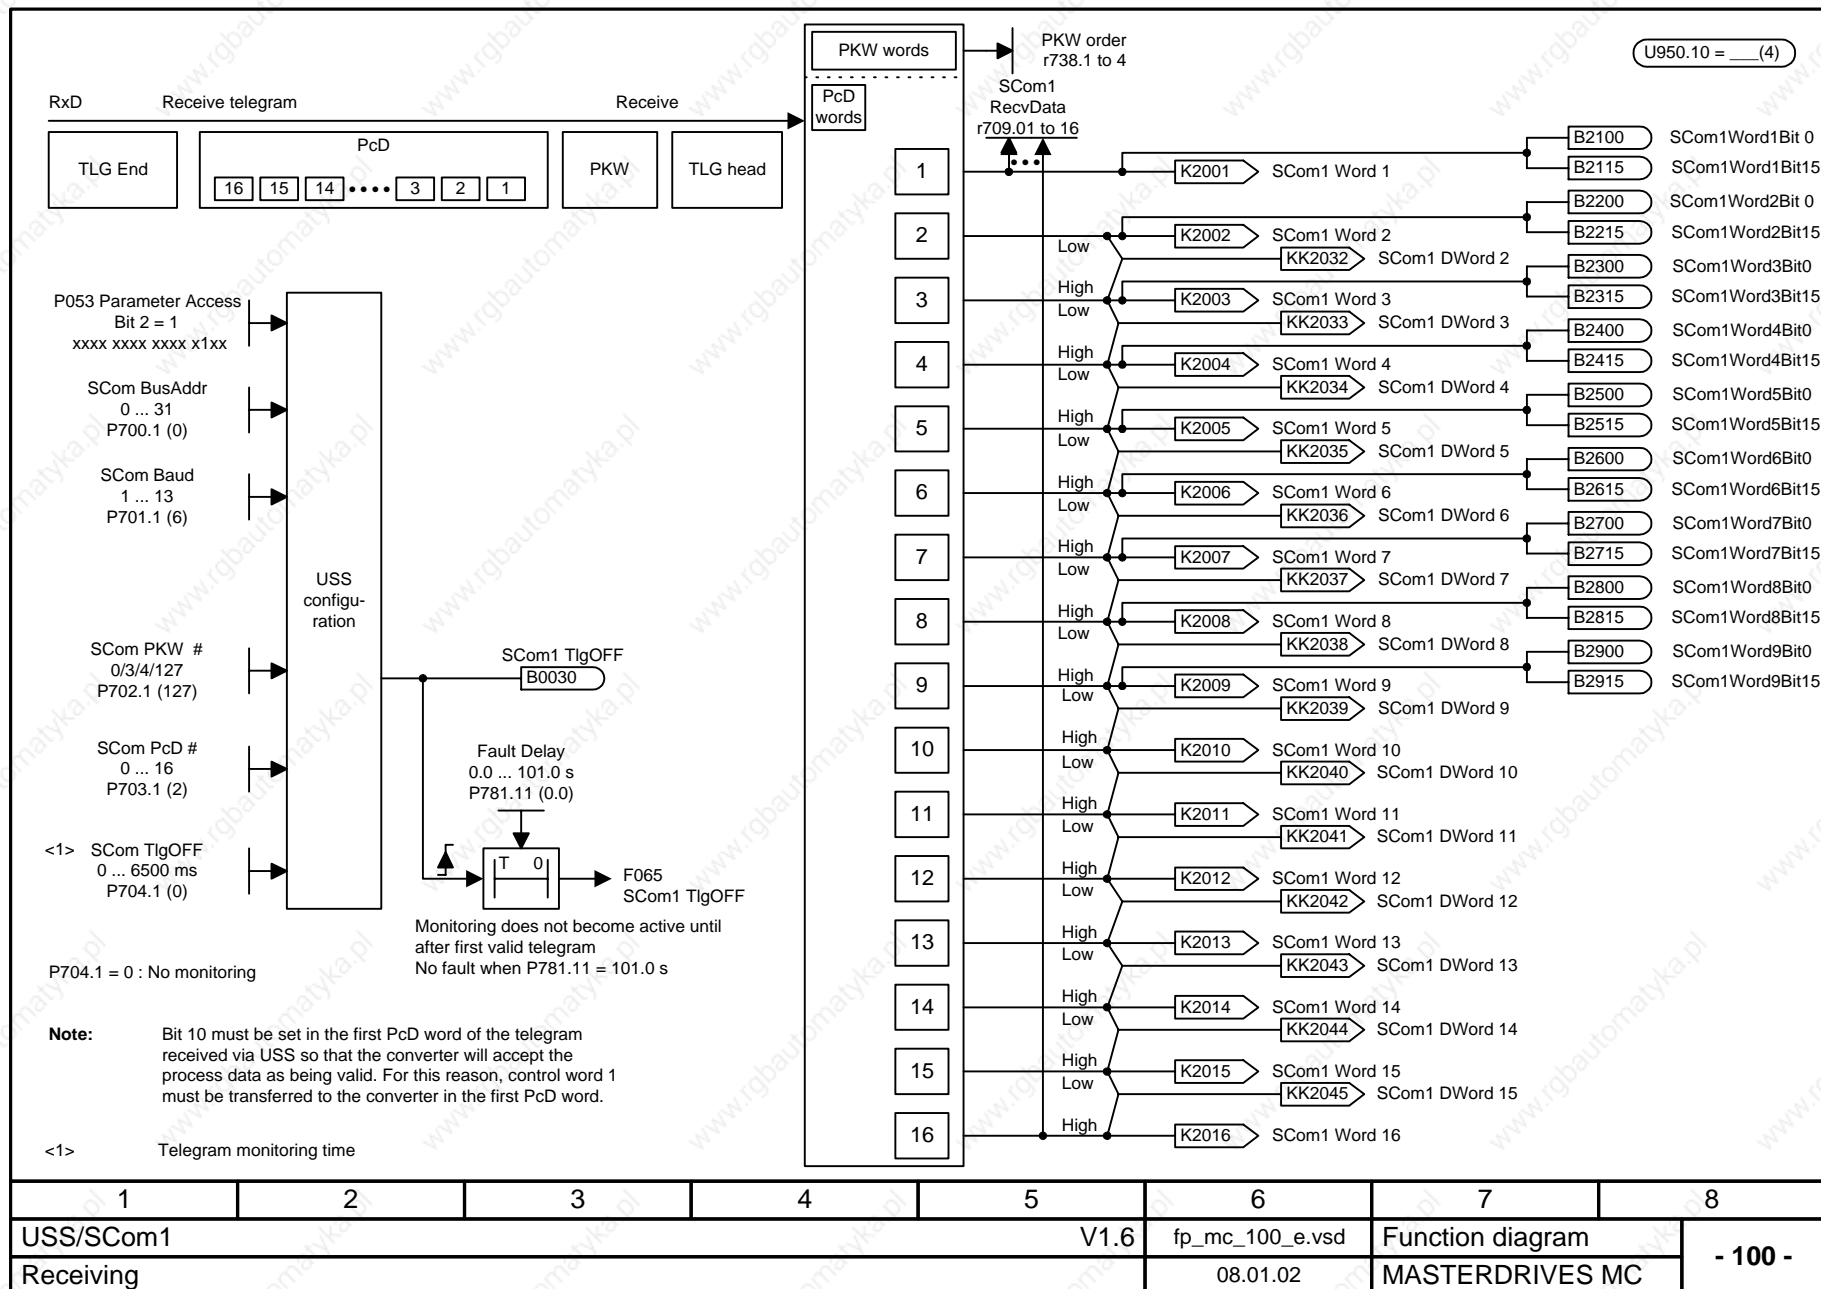 PKW words
PKW order
r738.1 to 4
U950.10 = ___(4)
RxD
Receive telegram
Receive
PcD
words
SCom1
RecvData
r709.01 to 16
TLG End
PcD
16 15 14 3 2 1
PKW
TLG head
P053 Parameter Access
Bit 2 = 1
xxxx xxxx xxxx x1xx
SCom BusAddr
0 ... 31
P700.1 (0)
SCom Baud
1 ... 13
P701.1 (6)
USS
configu-
ration
SCom PKW #
0/3/4/127
P702.1 (127)
SCom PcD #
0 ... 16
P703.1 (2)
<1> SCom TlgOFF
0 ... 6500 ms
P704.1 (0)
SCom1 TlgOFF
B0030
Fault Delay
0.0 ... 101.0 s
P781.11 (0.0)
T 0
F065
SCom1 TlgOFF
Monitoring does not become active until
after first valid telegram
No fault when P781.11 = 101.0 s
P704.1 = 0 : No monitoring
Note: Bit 10 must be set in the first PcD word of the telegram
received via USS so that the converter will accept the
process data as being valid. For this reason, control word 1
must be transferred to the converter in the first PcD word.
<1> Telegram monitoring time
1 K2001 SCom1 Word 1
B2100 SCom1Word1Bit 0
B2115 SCom1Word1Bit15
2 Low K2002 SCom1 Word 2
KK2032 SCom1 DWord 2
B2200 SCom1Word2Bit 0
B2215 SCom1Word2Bit15
3 High Low K2003 SCom1 Word 3
KK2033 SCom1 DWord 3
B2300 SCom1Word3Bit0
B2315 SCom1Word3Bit15
4 High Low K2004 SCom1 Word 4
KK2034 SCom1 DWord 4
B2400 SCom1Word4Bit0
B2415 SCom1Word4Bit15
5 High Low K2005 SCom1 Word 5
KK2035 SCom1 DWord 5
B2500 SCom1Word5Bit0
B2515 SCom1Word5Bit15
6 High Low K2006 SCom1 Word 6
KK2036 SCom1 DWord 6
B2600 SCom1Word6Bit0
B2615 SCom1Word6Bit15
7 High Low K2007 SCom1 Word 7
KK2037 SCom1 DWord 7
B2700 SCom1Word7Bit0
B2715 SCom1Word7Bit15
8 High Low K2008 SCom1 Word 8
KK2038 SCom1 DWord 8
B2800 SCom1Word8Bit0
B2815 SCom1Word8Bit15
9 High Low K2009 SCom1 Word 9
KK2039 SCom1 DWord 9
B2900 SCom1Word9Bit0
B2915 SCom1Word9Bit15
10 High Low K2010 SCom1 Word 10
KK2040 SCom1 DWord 10
11 High Low K2011 SCom1 Word 11
KK2041 SCom1 DWord 11
12 High Low K2012 SCom1 Word 12
KK2042 SCom1 DWord 12
13 High Low K2013 SCom1 Word 13
KK2043 SCom1 DWord 13
14 High Low K2014 SCom1 Word 14
KK2044 SCom1 DWord 14
15 High Low K2015 SCom1 Word 15
KK2045 SCom1 DWord 15
16 High K2016 SCom1 Word 16
1 2 3 4 5 6 7 8
USS/SCom1 V1.6 fp_mc_100_e.vsd Function diagram
- 100 -
Receiving 08.01.02 MASTERDRIVES MC
www.rgbautomatyka.pl